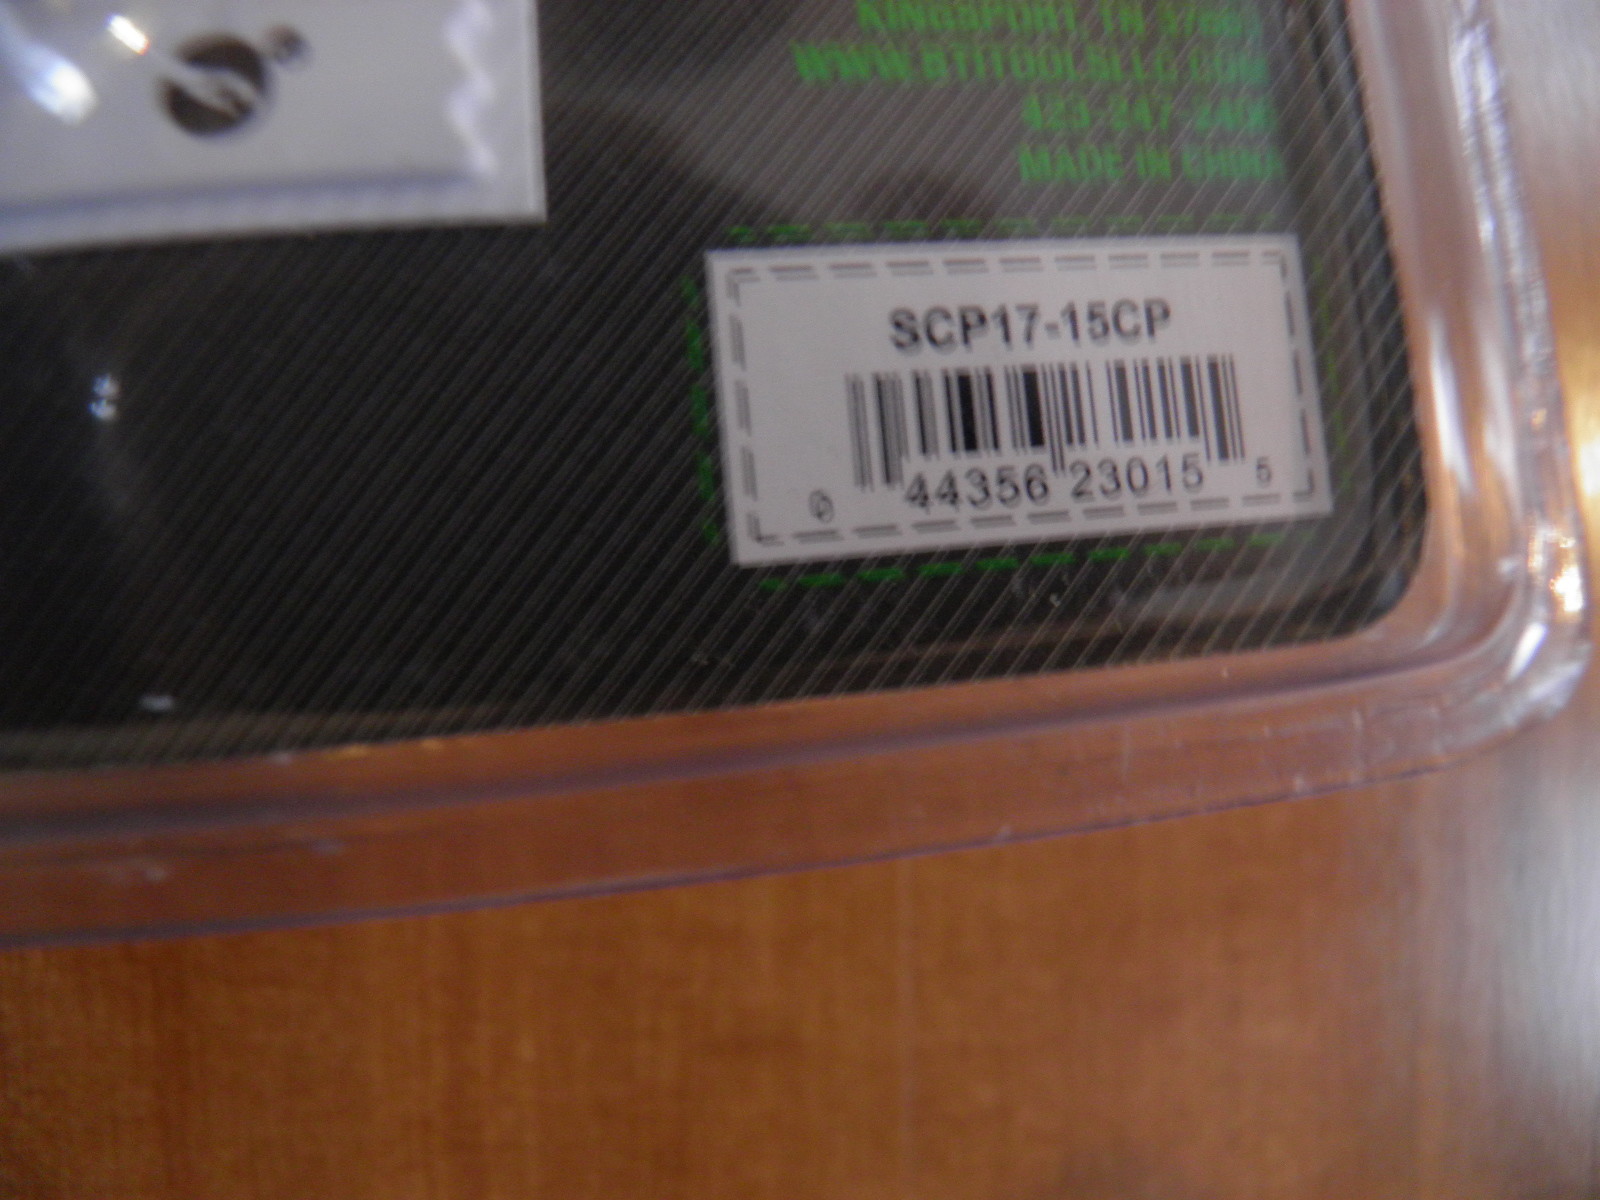 KINGSPORT, TN
WWW.BTITOOLSLLC.COM
MADE IN CHINA
SCP17-15CP
0 44356 23015 5